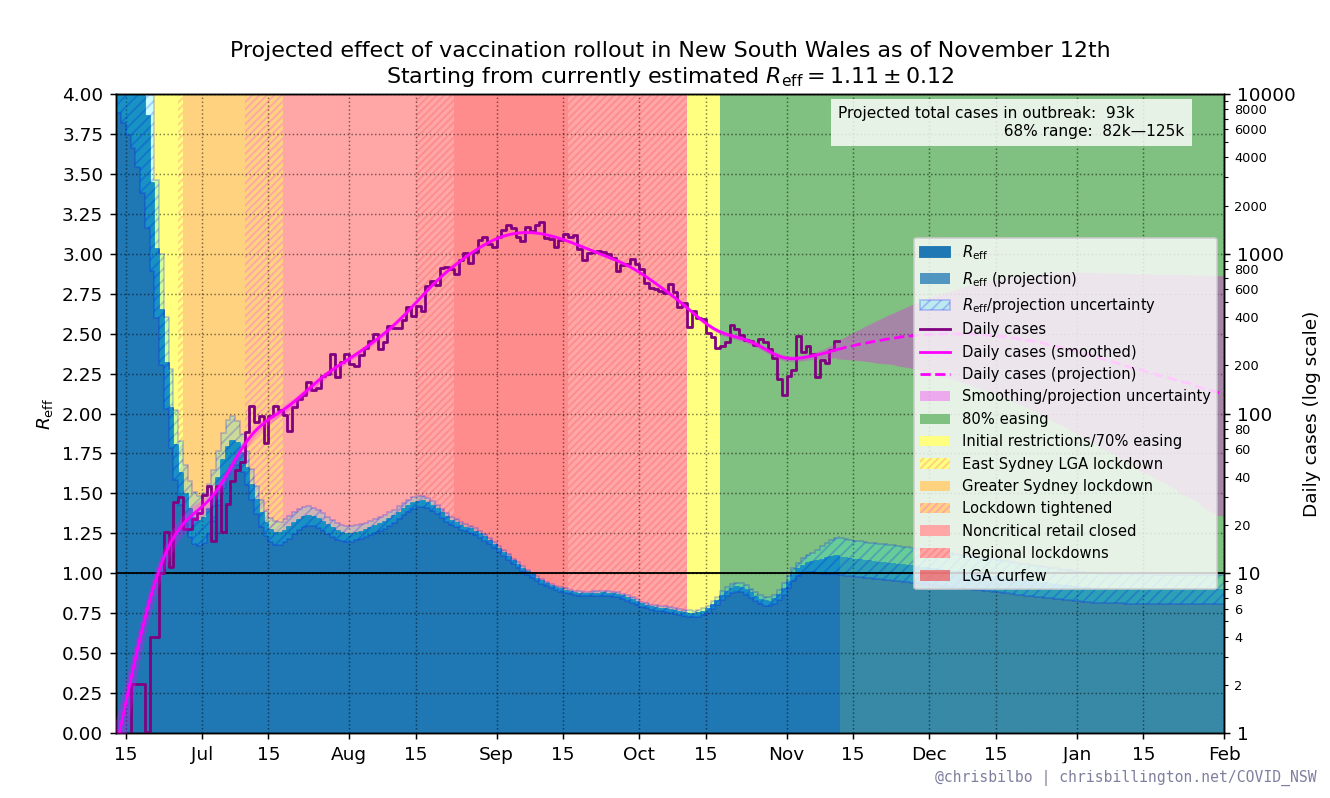 Projected effect of vaccination rollout in New South Wales as of November 12th
Starting from currently estimated Reff = 1.11 ± 0.12
Projected total cases in outbreak: 93k
68% range: 82k—125k
4.00
3.75
3.50
3.25
3.00
2.75
2.50
2.25
2.00
1.75
1.50
1.25
1.00
0.75
0.50
0.25
0.00
Reff
10000
8000
6000
4000
2000
1000
800
600
400
200
100
80
60
40
20
10
8
6
4
2
1
Daily cases (log scale)
Reff
Reff (projection)
Reff/projection uncertainty
Daily cases
Daily cases (smoothed)
Daily cases (projection)
Smoothing/projection uncertainty
80% easing
Initial restrictions/70% easing
East Sydney LGA lockdown
Greater Sydney lockdown
Lockdown tightened
Noncritical retail closed
Regional lockdowns
LGA curfew
15 Jul 15 Aug 15 Sep 15 Oct 15 Nov 15 Dec 15 Jan 15 Feb
@chrisbilbo | chrisbillington.net/COVID_NSW